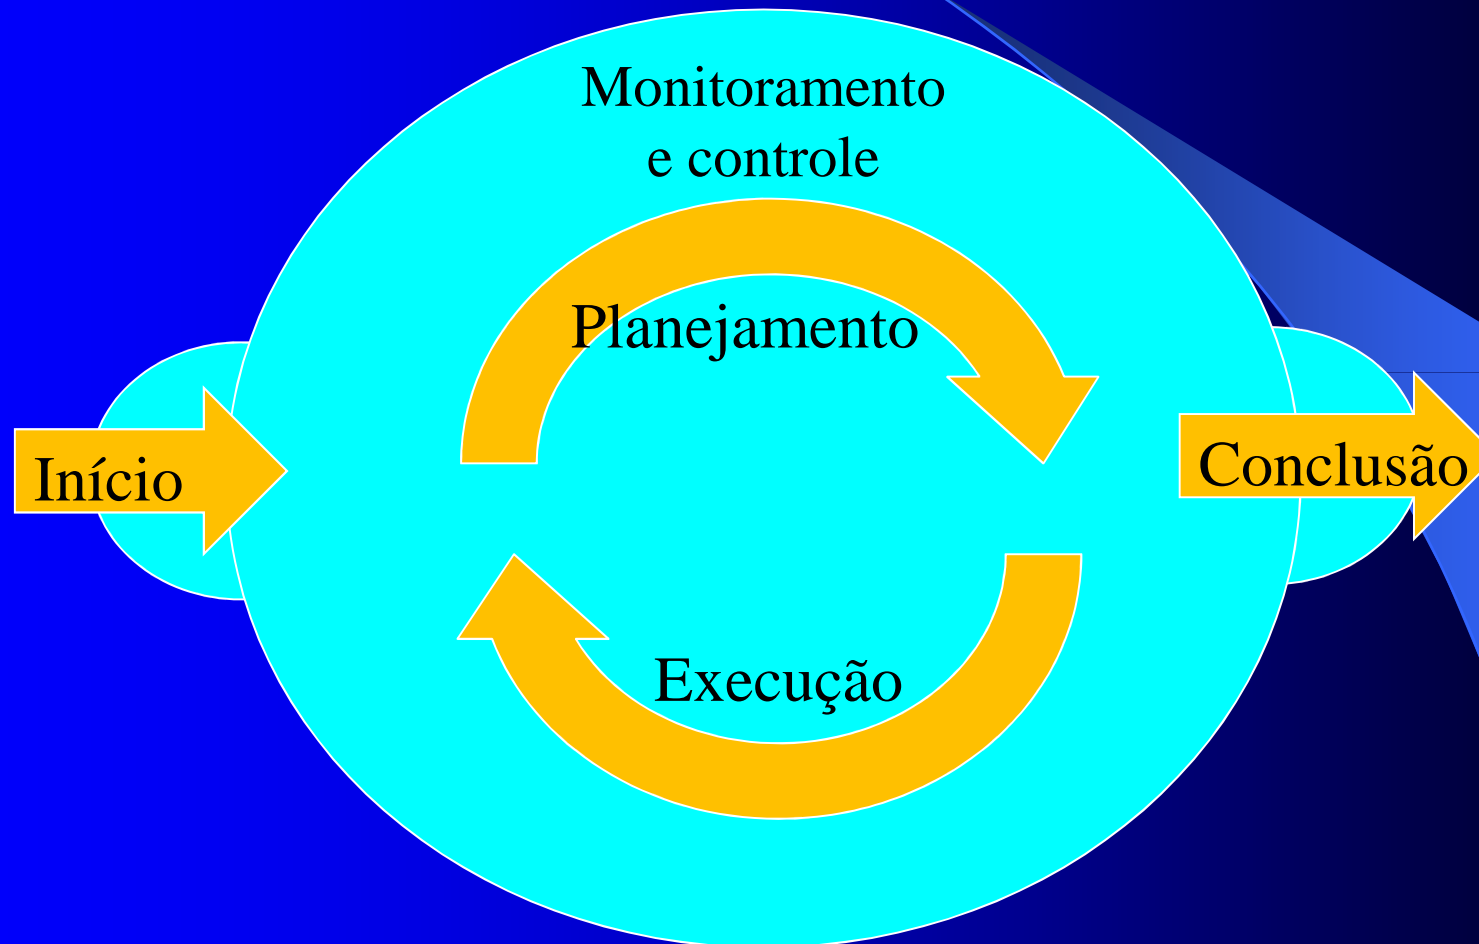 Monitoramento
e controle
Planejamento
Início
Conclusão
Execução